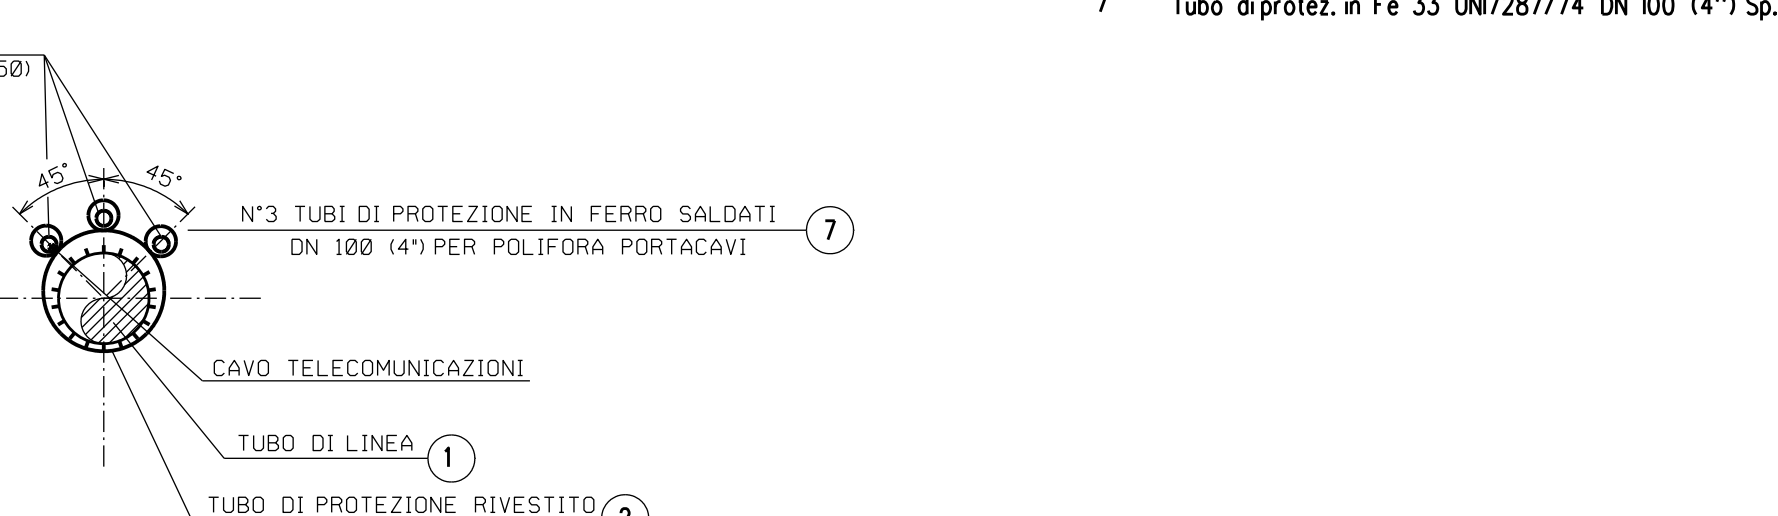 7 Tubo di protez. in Fe 33 UNI7287/74 DN 100 (4'') Sp.
50)
45° 45°
N°3 TUBI DI PROTEZIONE IN FERRO SALDATI
7
DN 100 (4") PER POLIFORA PORTACAVI
CAVO TELECOMUNICAZIONI
TUBO DI LINEA
1
TUBO DI PROTEZIONE RIVESTITO